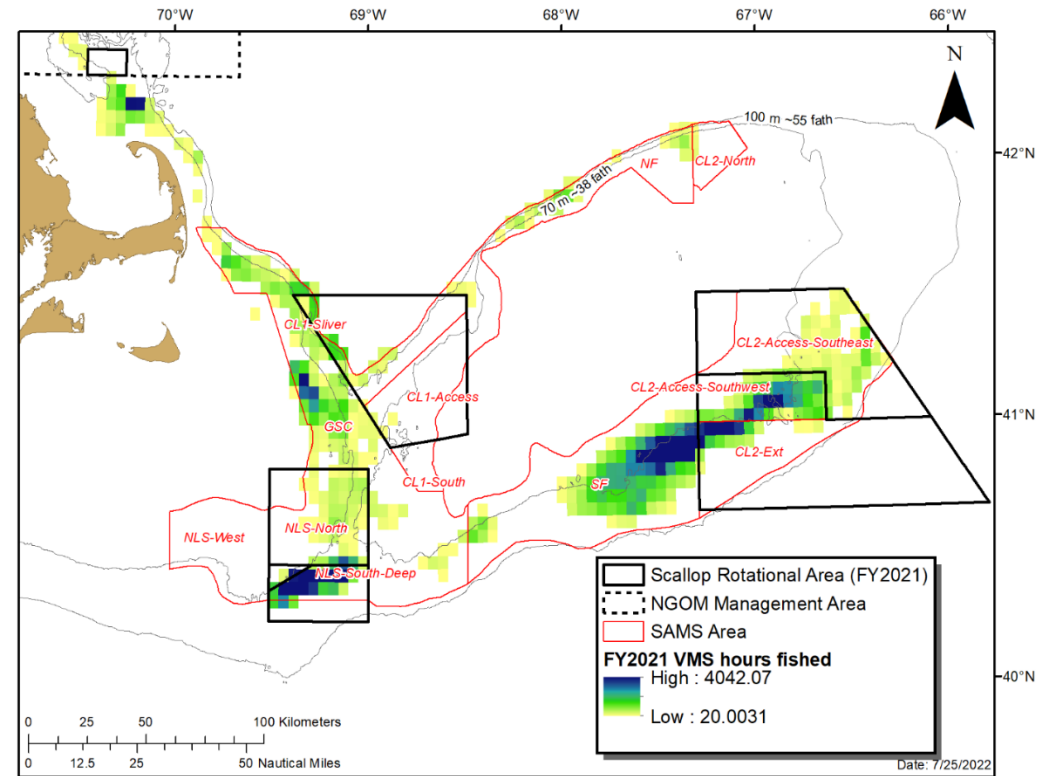 70°W 69°W 68°W 67°W 66°W
N
100 m ~55 fath
42°N
NF
CL2-North
70 m ~38 fath
CL1-Sliver
CL2-Access-Southeast
CL2-Access-Southwest
CL1-Access
41°N
GSC
CL2-Ext
CL1-South
SF
NLS-West
NLS-North
NLS-South-Deep
40°N
Scallop Rotational Area (FY2021)
NGOM Management Area
SAMS Area
FY2021 VMS hours fished
High : 4042.07
Low : 20.0031
0 25 50 100 Kilometers
0 12.5 25 50 Nautical Miles
Date: 7/25/2022